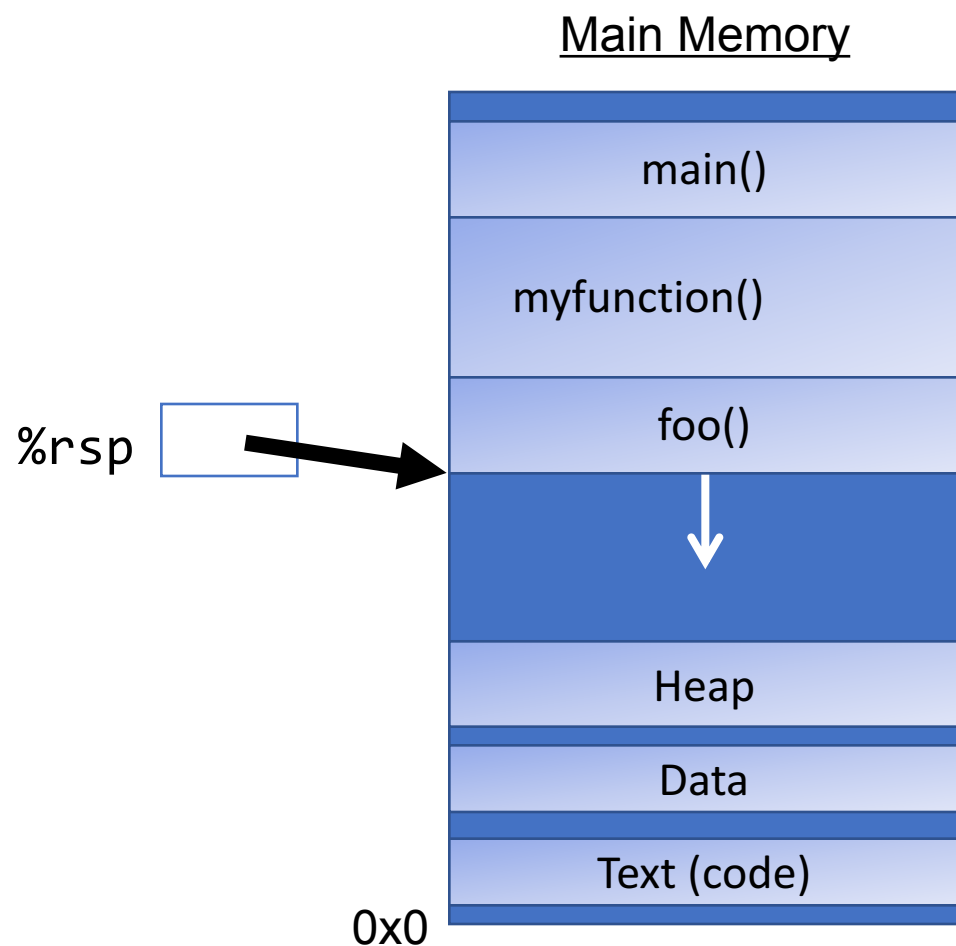 Main Memory
main()
myfunction()
foo()
%rsp
Heap
Data
Text (code)
0x0